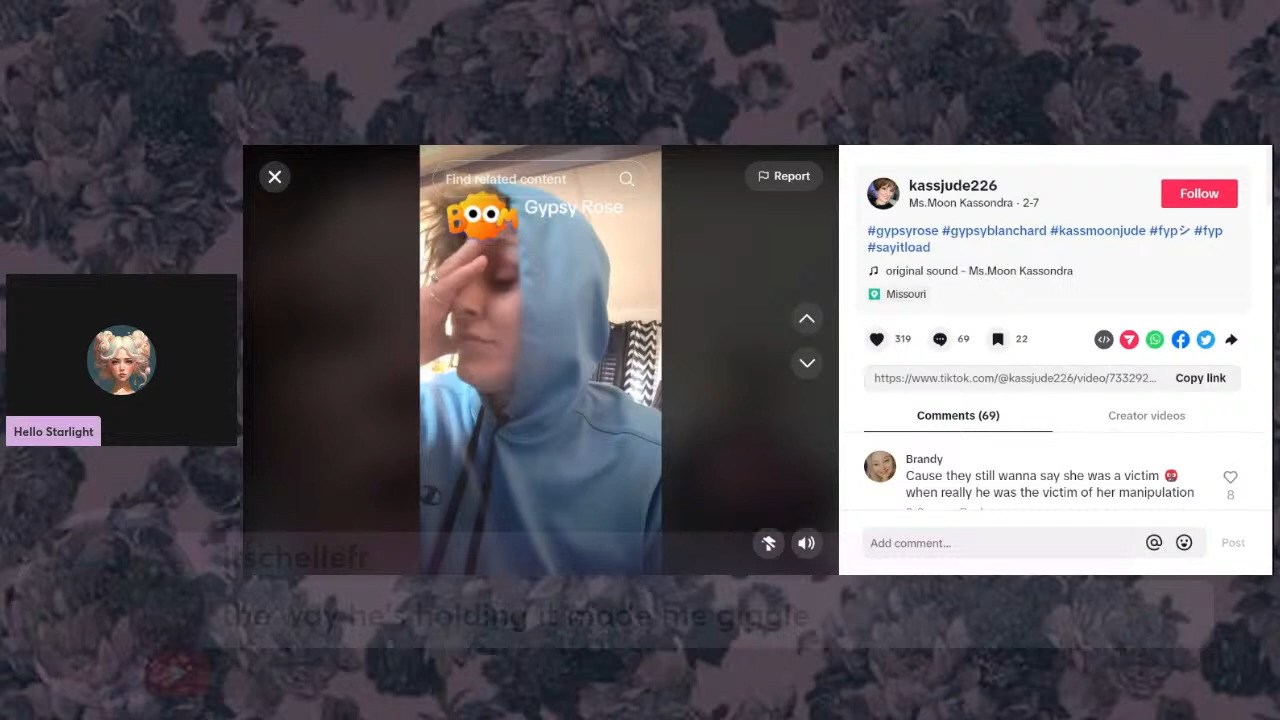 Find related content
BOOM
Gypsy Rose
Report
kassjude226
Ms.Moon Kassondra · 2-7
Follow
#gypsyrose #gypsyblanchard #kassmoonjude #fypシ #fyp
#sayitload
original sound - Ms.Moon Kassondra
Missouri
319
69
22
https://www.tiktok.com/@kassjude226/video/733292...
Copy link
Comments (69)
Creator videos
Brandy
Cause they still wanna say she was a victim
when really he was the victim of her manipulation
8
Add comment...
Post
Hello Starlight
itschellefr
the way he's holding it made me giggle